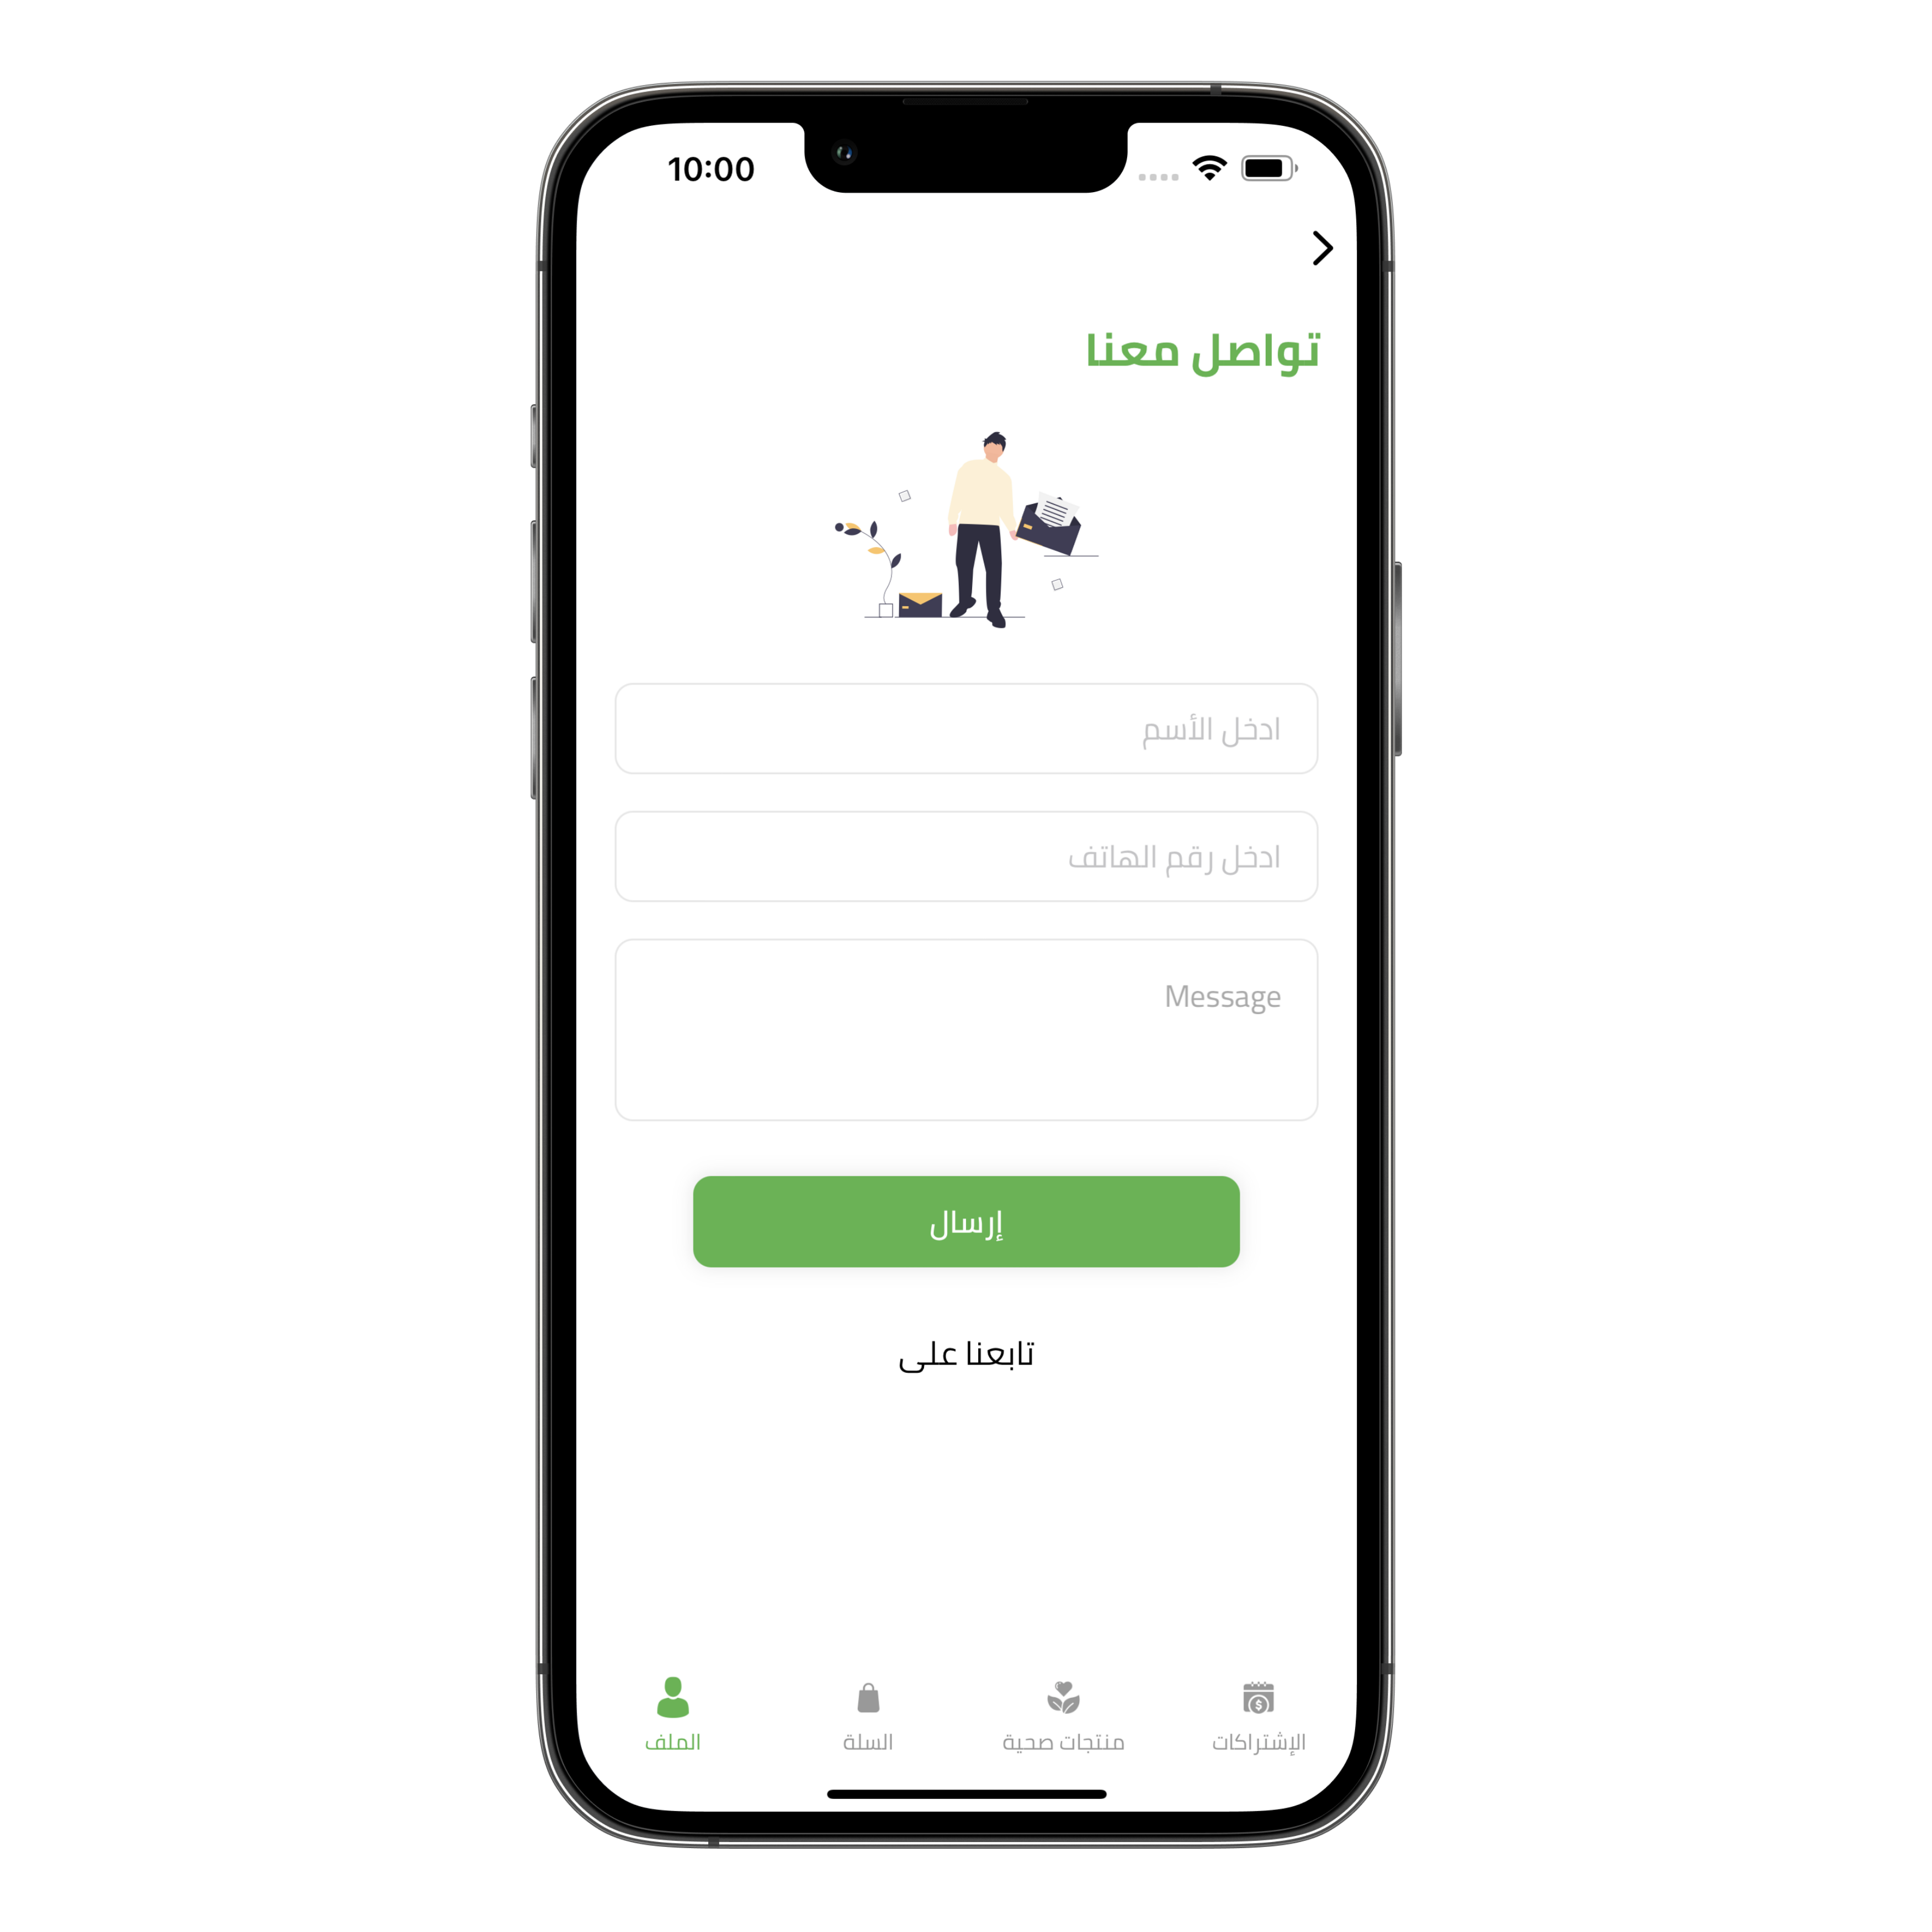 10:00
تواصل معنا
ادخل الأسم
ادخل رقم الهاتف
Message
إرسال
تابعنا على
الإشتراكات
منتجات صحية
السلة
الملف